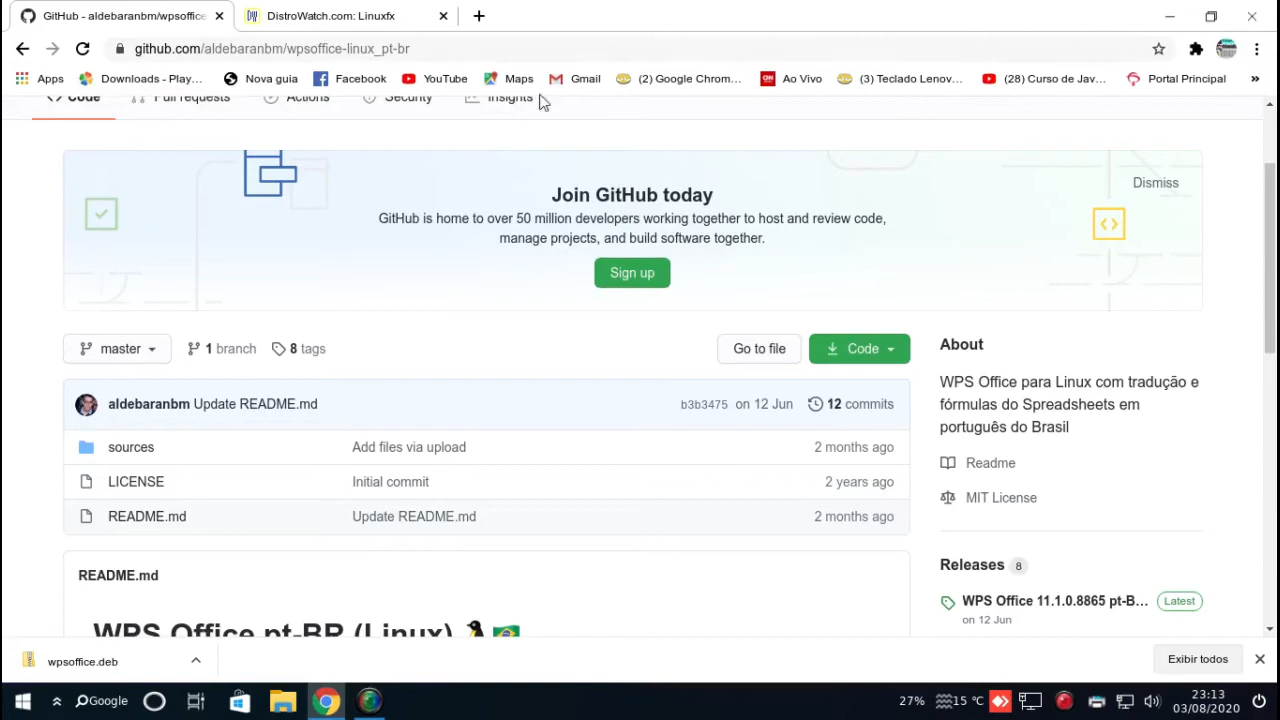 GitHub - aldebaranbm/wpsoffice
DistroWatch.com: Linuxfx
github.com/aldebaranbm/wpsoffice-linux_pt-br
Apps
Downloads - Play...
Nova guia
Facebook
YouTube
Maps
Gmail
(2) Google Chrom...
Ao Vivo
(3) Teclado Lenov...
(28) Curso de Jav...
Portal Principal
»
Code
Pull requests
Actions
Security
Insights
Join GitHub today
Dismiss
GitHub is home to over 50 million developers working together to host and review code,
manage projects, and build software together.
Sign up
master
1 branch
8 tags
Go to file
Code
aldebaranbm Update README.md
b3b3475 on 12 Jun
12 commits
sources
Add files via upload
2 months ago
LICENSE
Initial commit
2 years ago
README.md
Update README.md
2 months ago
README.md
WPS Office pt-BR (Linux)
About
WPS Office para Linux com tradução e
fórmulas do Spreadsheets em
português do Brasil
Readme
MIT License
Releases 8
WPS Office 11.1.0.8865 pt-B... Latest
on 12 Jun
wpsoffice.deb
Exibir todos
Google
27%
15 °C
23:13
03/08/2020